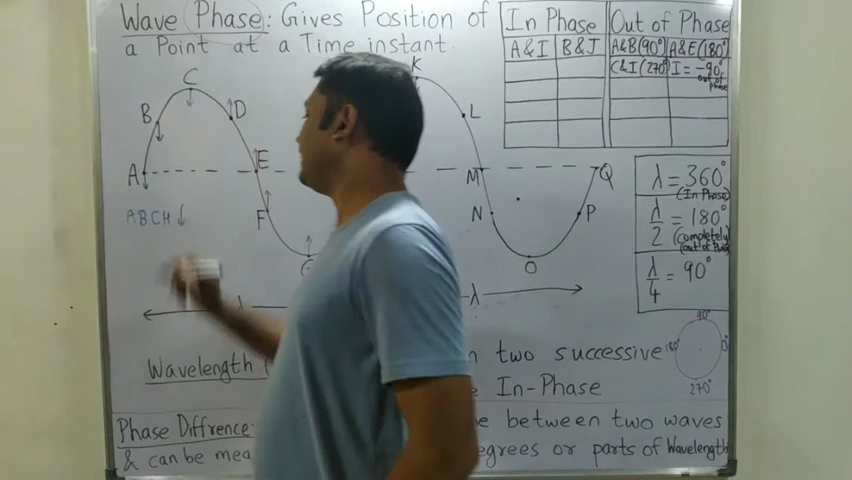 Wave Phase: Gives Position of
a Point at a Time instant.
In Phase
Out of Phase
A&I
B&J
A&B(90°)
A&E(180°)
C&I(270°)
I = -90°
out of
phase
A
B
C
D
E
F
G
K
L
M
N
O
P
Q
ABCH↓
λ
λ
λ = 360°
(In Phase)
λ/2 = 180°
(completely
out of Phase)
λ/4 = 90°
90°
180°
0°
270°
Wavelength (
n two successive
In-Phase
Phase Diffrence:
between two waves
& can be mea
egrees or parts of Wavelength